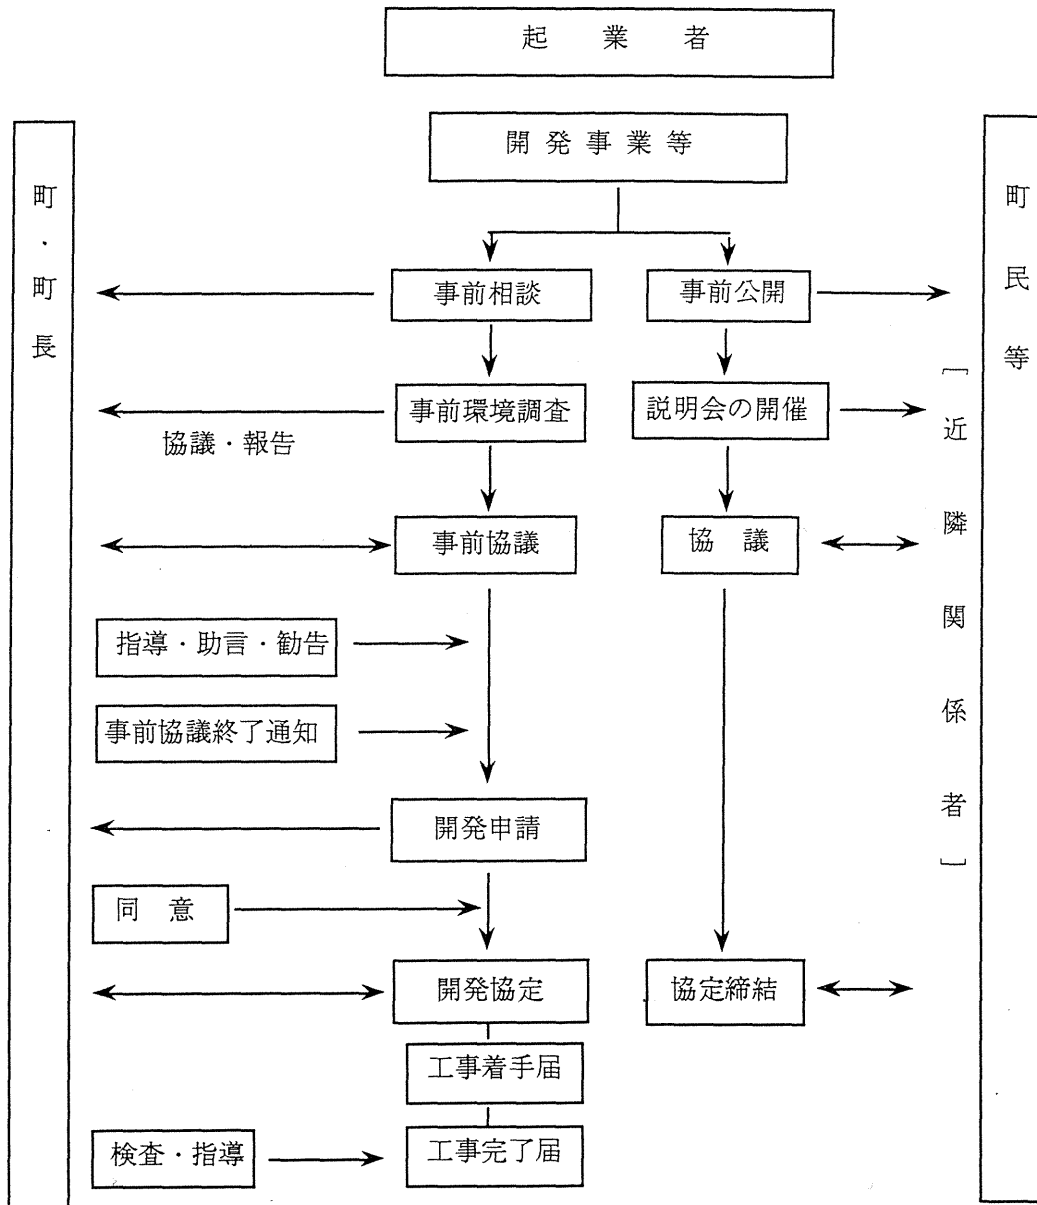 起業者
開発事業等
町・町長
町民等
［近隣関係者］
事前相談
事前公開
事前環境調査
説明会の開催
協議・報告
事前協議
協議
指導・助言・勧告
事前協議終了通知
開発申請
同意
開発協定
協定締結
工事着手届
検査・指導
工事完了届